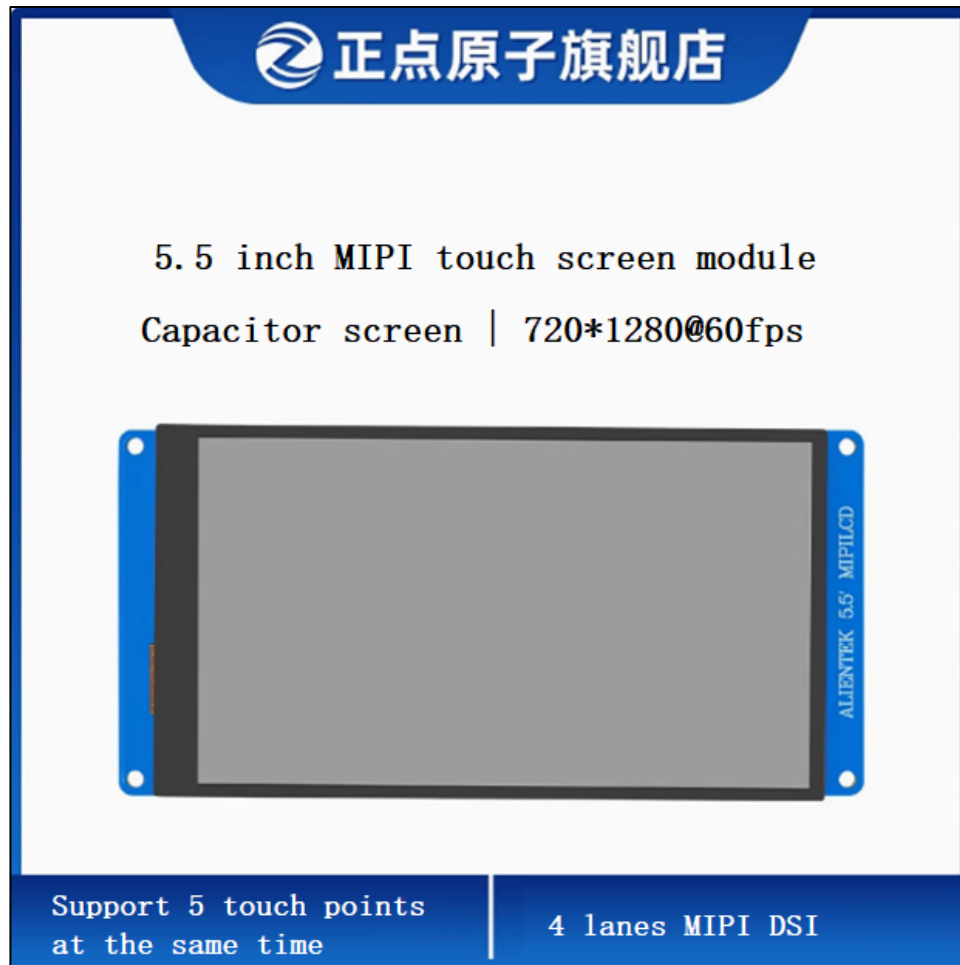 正点原子旗舰店
5.5 inch MIPI touch screen module
Capacitor screen | 720*1280@60fps
ALIENTEK 5.5' MIPILCD
Support 5 touch points
at the same time
4 lanes MIPI DSI